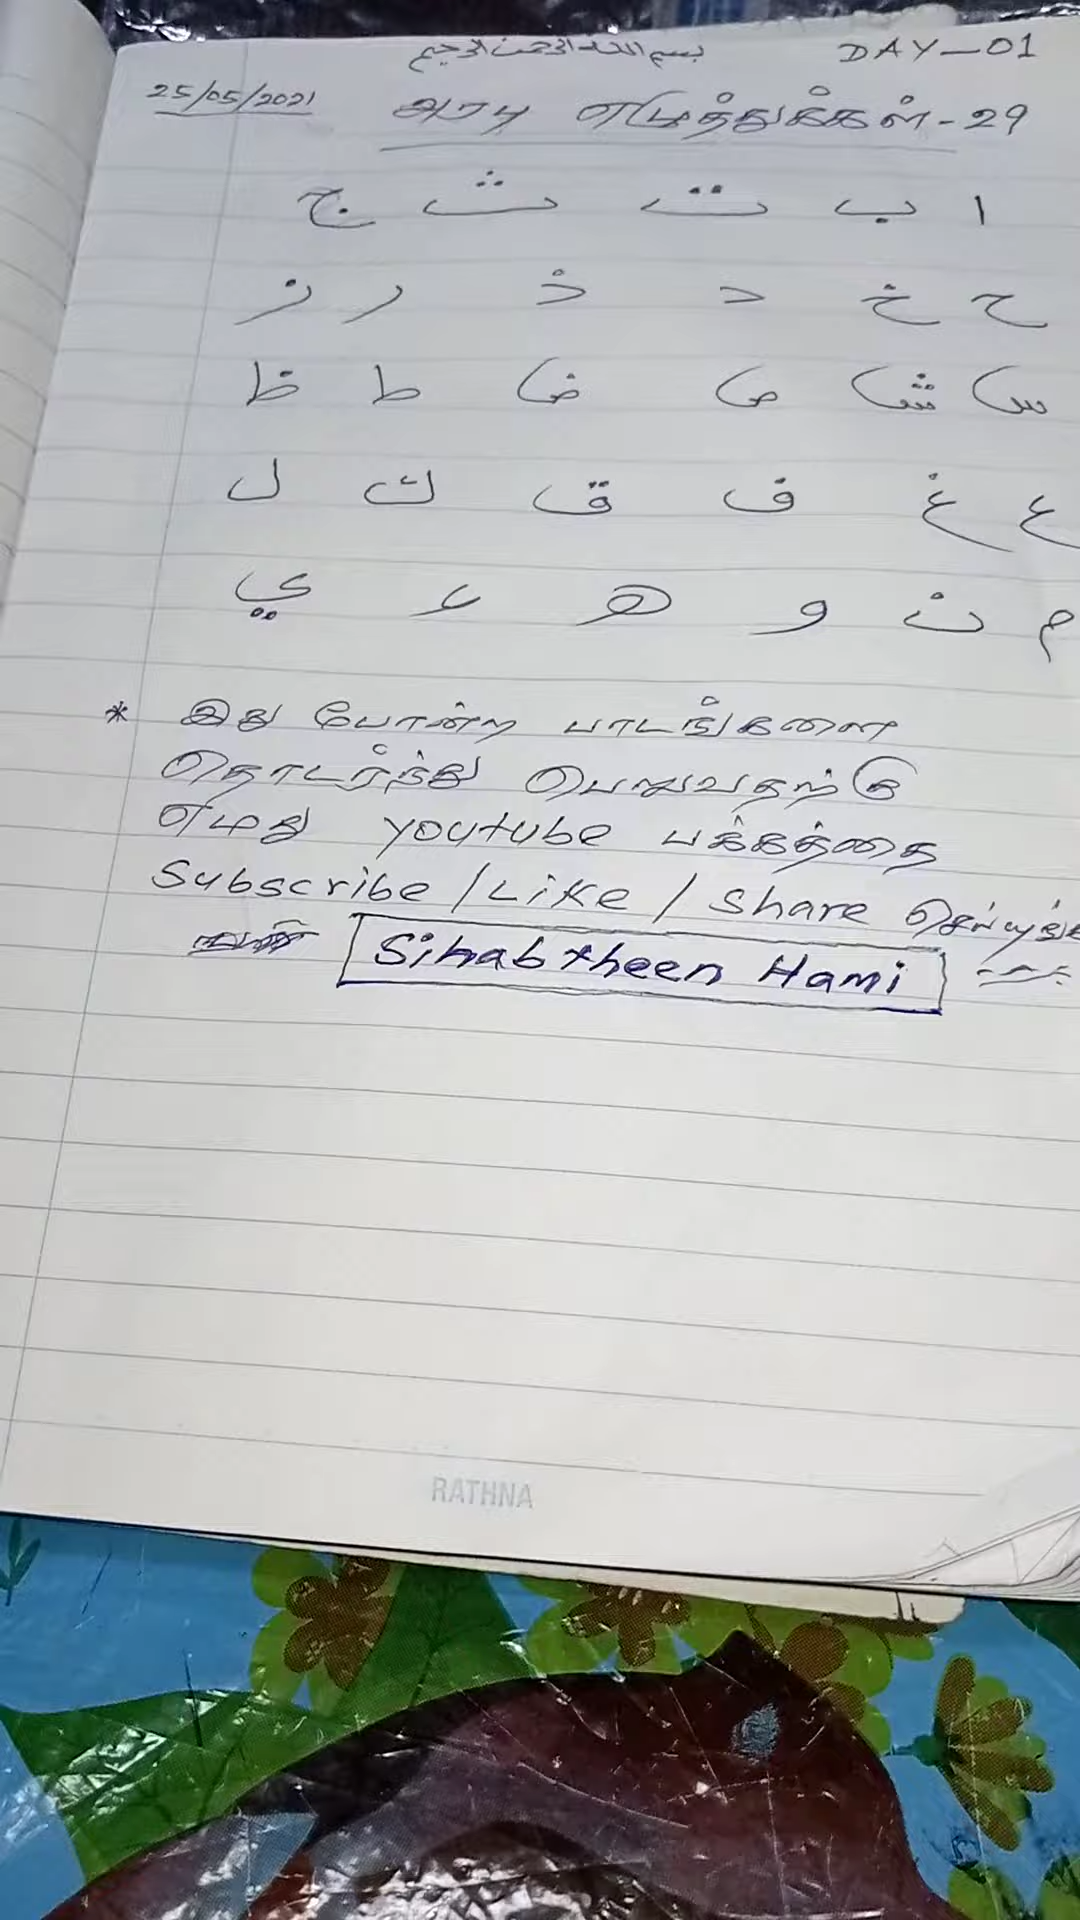 بسم الله الرحمن الرحيم
DAY-01
25/05/2021
அரபு எழுத்துக்கள்-29
ا ب ت ث ج
ح خ د ذ ر ز
س ش ص ض ط ظ
ع غ ف ق ك ل
م ن و ه ء ي
* இது போன்ற பாடங்களை
தொடர்ந்து பெறுவதற்கு
எமது youtube பக்கத்தை
Subscribe / Like / Share
Sihabtheen Hami
RATHNA